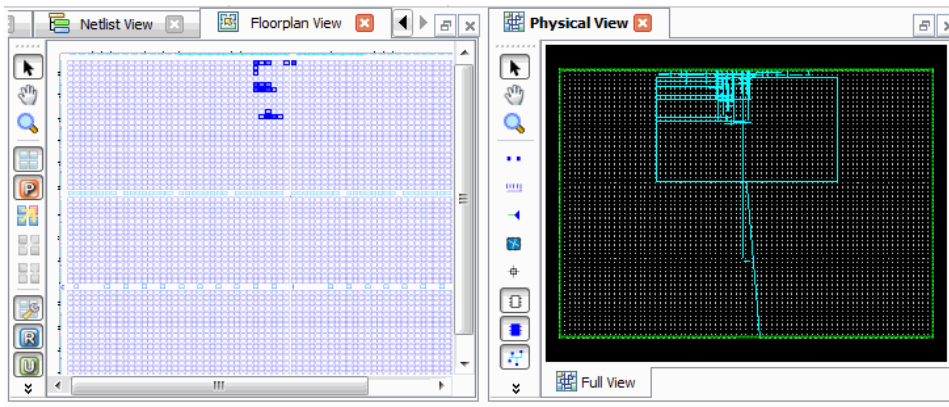 Netlist View
Floorplan View
Physical View
P
R
U
Full View